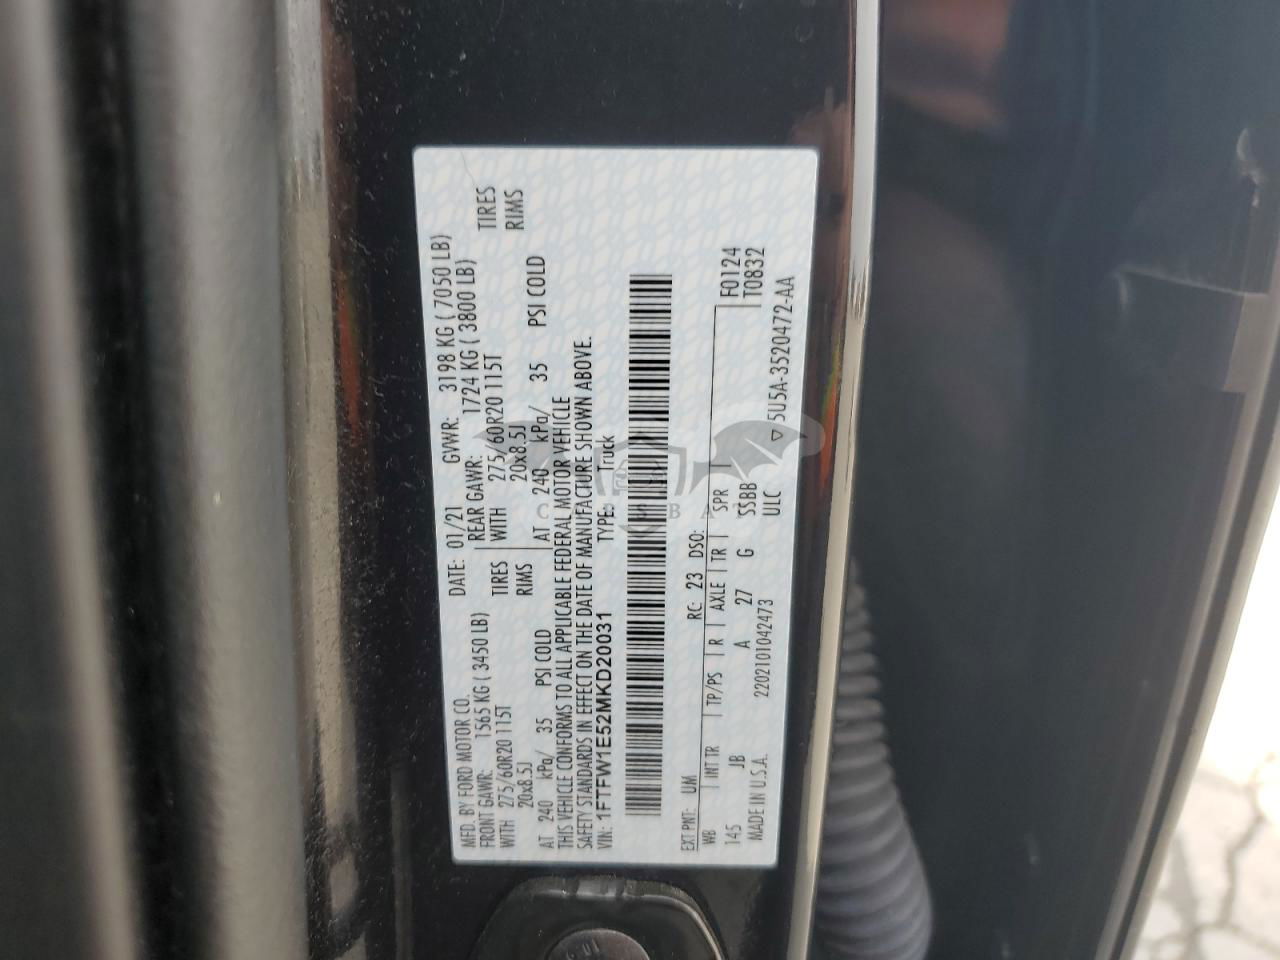 MFD. BY FORD MOTOR CO.
DATE: 01/21 GVWR: 3198 KG ( 7050 LB)
FRONT GAWR: 1565 KG ( 3450 LB)
REAR GAWR: 1724 KG ( 3800 LB)
WITH 275/60R20 115T TIRES
WITH 275/60R20 115T TIRES
20x8.5J RIMS
20x8.5J RIMS
AT 240 kPa/ 35 PSI COLD
AT 240 kPa/ 35 PSI COLD
THIS VEHICLE CONFORMS TO ALL APPLICABLE FEDERAL MOTOR VEHICLE
SAFETY STANDARDS IN EFFECT ON THE DATE OF MANUFACTURE SHOWN ABOVE.
VIN: 1FTFW1E52MKD20031 TYPE: Truck
EXT PNT: UM RC: 23 DSO: F0124
WB | INT TR | TP/PS | R | AXLE | TR | SPR | T0832
145 JB A 27 G SSBB
MADE IN U.S.A. 2202101042473 ULC ▽ 5U5A-3520472-AA